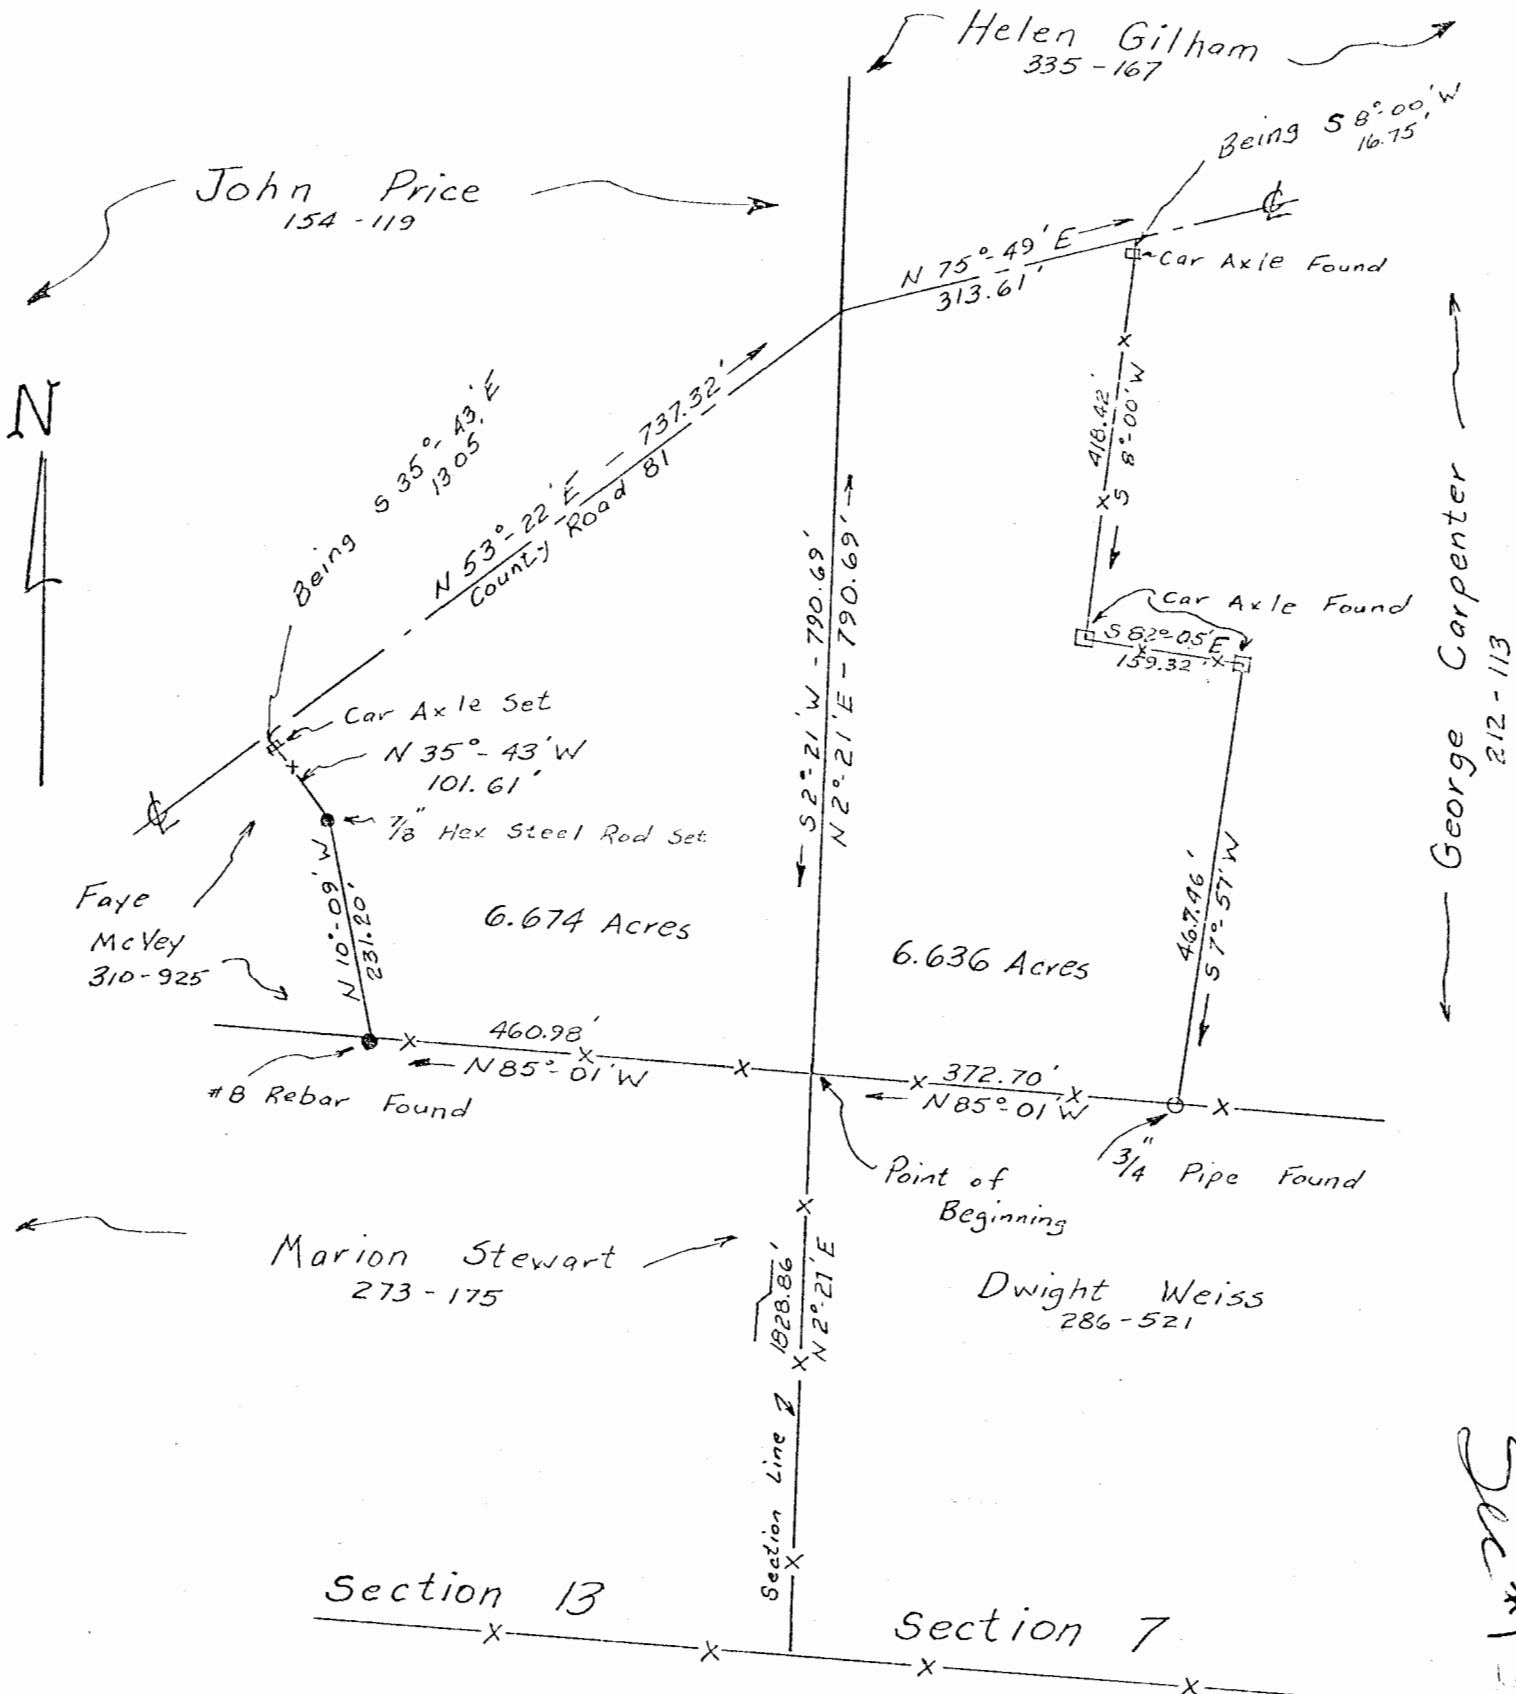 Helen Gilham
335-167
Being S 8°-00' W
16.75'
John Price
154-119
N 75°-49' E
313.61'
Car Axle Found
N
Being S 35°-43' E
13.05'
N 53°-22' E - 737.32'
County Road 81
418.42'
S 8°-00' W
Car Axle Found
S 82°-05' E
159.32'
George Carpenter
212-113
S 2°-21' W - 790.69'
N 2°-21' E - 790.69'
Car Axle Set
N 35°-43' W
101.61'
7/8" Hex Steel Rod Set
Faye
McVey
310-925
N 10°-09' W
231.20'
6.674 Acres
6.636 Acres
467.46'
S 7°-57' W
460.98'
N 85°-01' W
372.70'
N 85°-01' W
#8 Rebar Found
3/4" Pipe Found
Point of
Beginning
Marion Stewart
273-175
1828.86'
N 2°-21' E
Dwight Weiss
286-521
Section Line
Section 13
Section 7